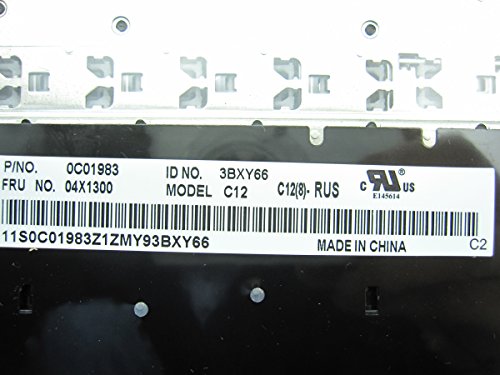 P/NO. 0C01983 ID NO. 3BXY66
FRU NO. 04X1300 MODEL C12 C12(8)- RUS c RU US
E145614
11S0C01983Z1ZMY93BXY66 MADE IN CHINA C2